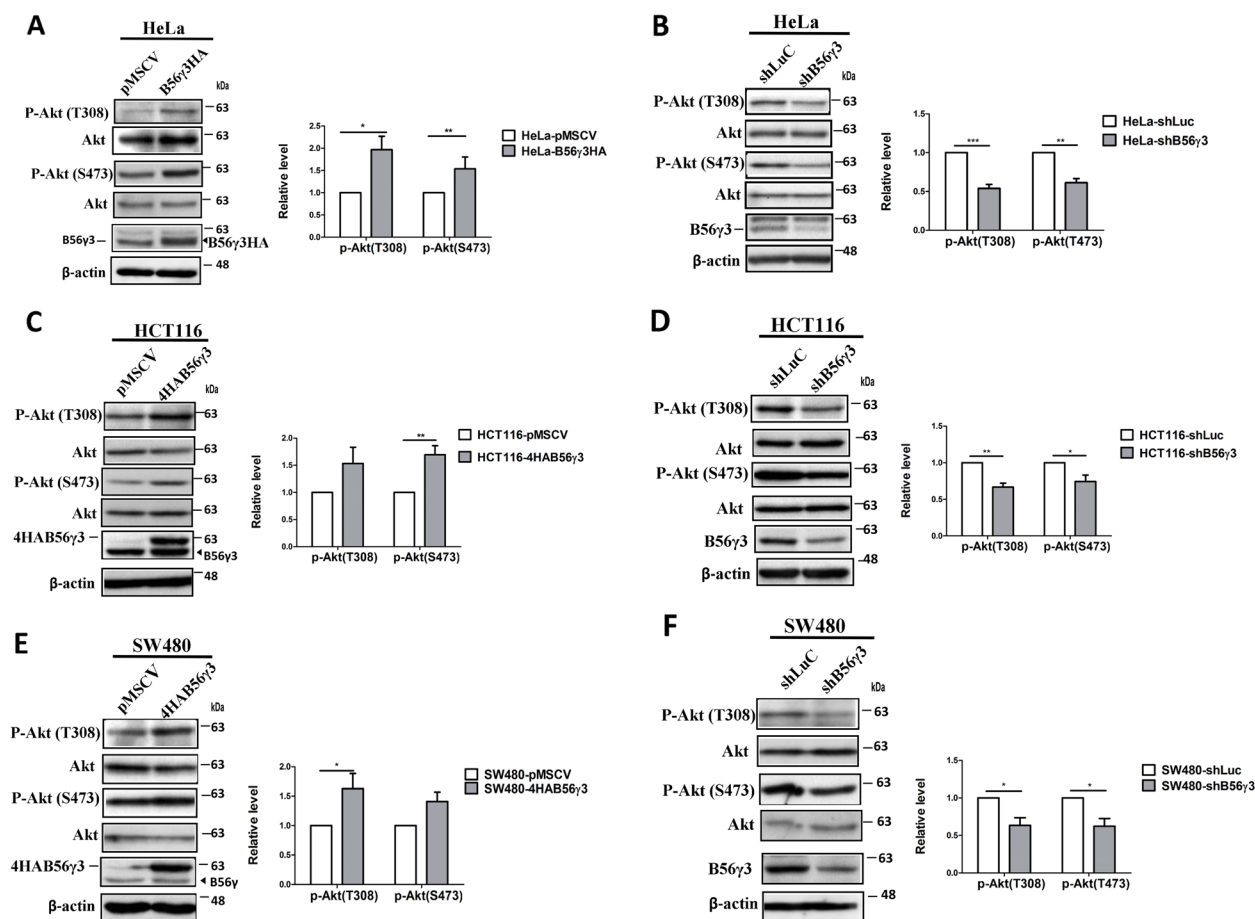 A
HeLa
pMSCV
B56γ3HA
kDa
P-Akt (T308)
63
Akt
63
P-Akt (S473)
63
Akt
63
B56γ3
B56γ3HA
β-actin
48
Relative level
2.5
2.0
1.5
1.0
0.5
0.0
*
**
p-Akt(T308)
p-Akt(S473)
HeLa-pMSCV
HeLa-B56γ3HA
B
HeLa
shLuC
shB56γ3
kDa
P-Akt (T308)
63
Akt
63
P-Akt (S473)
63
Akt
63
B56γ3
63
β-actin
48
Relative level
1.5
1.0
0.5
0.0
***
**
p-Akt(T308)
p-Akt(T473)
HeLa-shLuc
HeLa-shB56γ3
C
HCT116
pMSCV
4HAB56γ3
kDa
P-Akt (T308)
63
Akt
63
P-Akt (S473)
63
Akt
63
4HAB56γ3
63
B56γ3
β-actin
48
Relative level
2.0
1.5
1.0
0.5
0.0
**
p-Akt(T308)
p-Akt(S473)
HCT116-pMSCV
HCT116-4HAB56γ3
D
HCT116
shLuC
shB56γ3
kDa
P-Akt (T308)
63
Akt
63
P-Akt (S473)
63
Akt
63
B56γ3
63
β-actin
48
Relative level
1.5
1.0
0.5
0.0
**
*
p-Akt(T308)
p-Akt(S473)
HCT116-shLuc
HCT116-shB56γ3
E
SW480
pMSCV
4HAB56γ3
kDa
P-Akt (T308)
63
Akt
63
P-Akt (S473)
63
Akt
63
4HAB56γ3
63
B56γ
β-actin
48
Relative level
2.0
1.5
1.0
0.5
0.0
*
p-Akt(T308)
p-Akt(S473)
SW480-pMSCV
SW480-4HAB56γ3
F
SW480
shLuC
shB56γ3
kDa
P-Akt (T308)
63
Akt
63
P-Akt (S473)
63
Akt
63
B56γ3
63
β-actin
48
Relative level
1.5
1.0
0.5
0.0
*
*
p-Akt(T308)
p-Akt(T473)
SW480-shLuc
SW480-shB56γ3